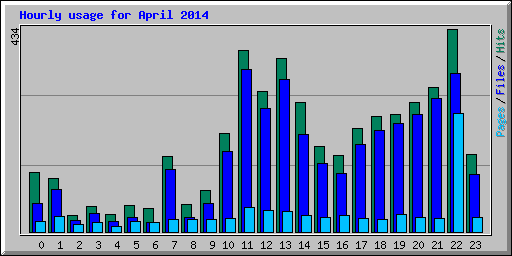 Hourly usage for April 2014
434
Pages / Files / Hits
0 1 2 3 4 5 6 7 8 9 10 11 12 13 14 15 16 17 18 19 20 21 22 23